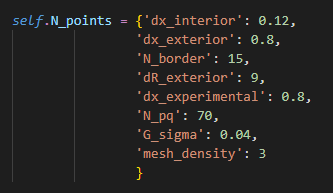 self.N_points = {'dx_interior': 0.12,
'dx_exterior': 0.8,
'N_border': 15,
'dR_exterior': 9,
'dx_experimental': 0.8,
'N_pq': 70,
'G_sigma': 0.04,
'mesh_density': 3
}